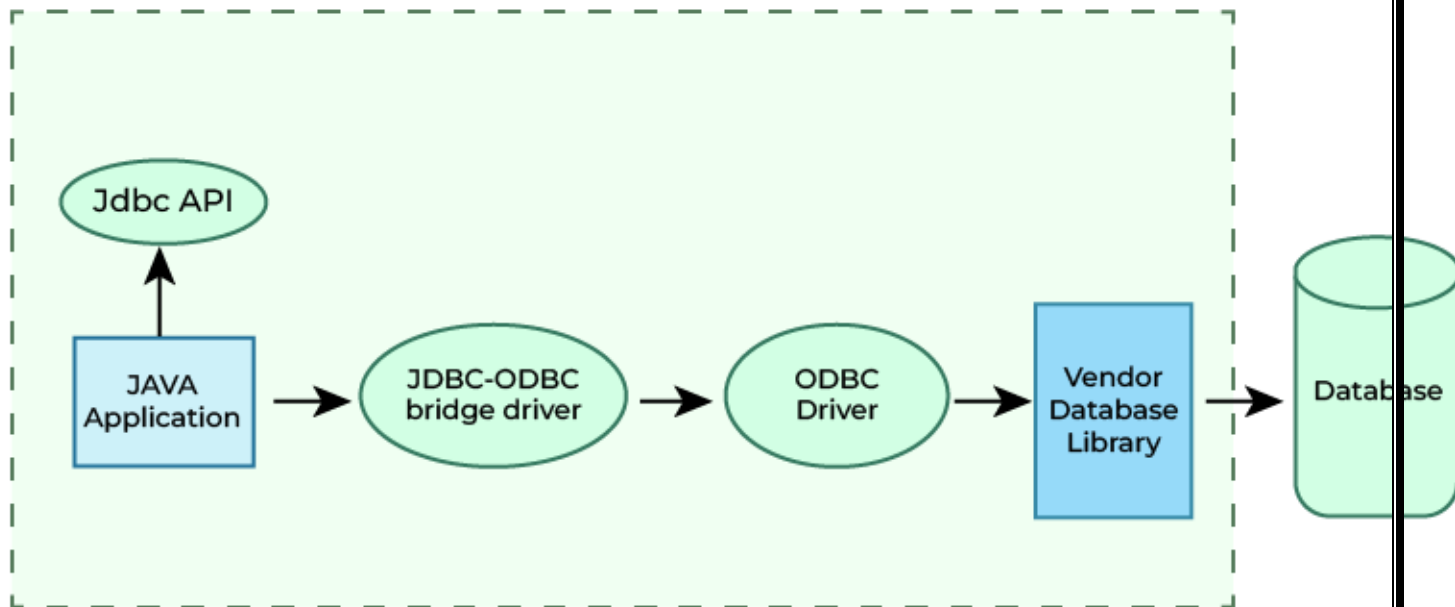 Jdbc API
JAVA
Application
JDBC-ODBC
bridge driver
ODBC
Driver
Vendor
Database
Library
Database